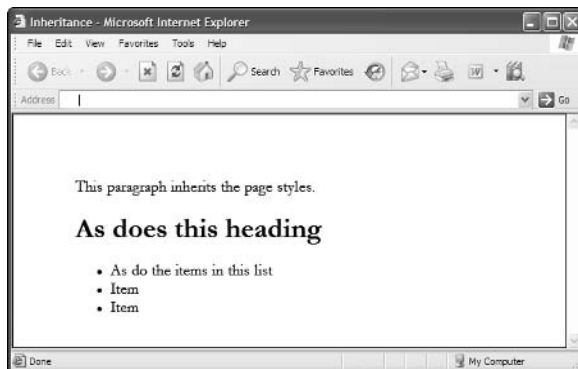 Inheritance - Microsoft Internet Explorer
File Edit View Favorites Tools Help
Back Search Favorites
Address Go
This paragraph inherits the page styles.
As does this heading
• As do the items in this list
• Item
• Item
Done My Computer